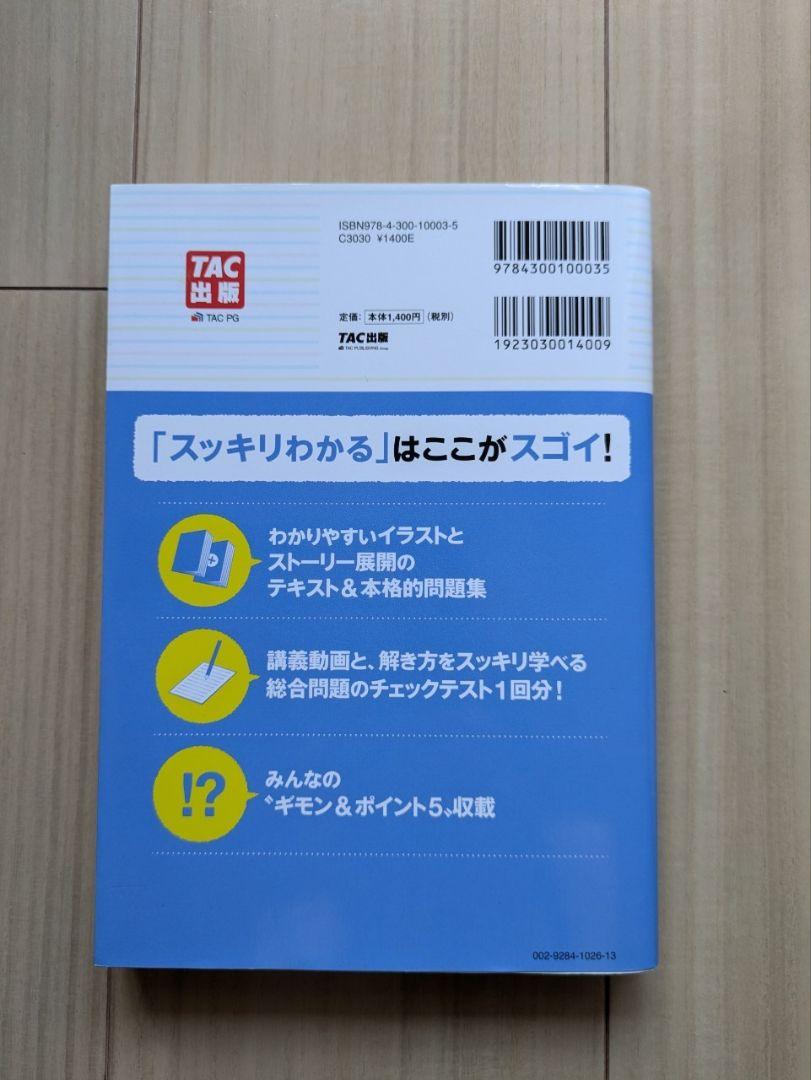 ISBN978-4-300-10003-5
C3030 ¥1400E
9784300100035
TAC
出版
TAC PG
定価: 本体1,400円 (税別)
TAC出版
TAC PUBLISHING Group
1923030014009
「スッキリわかる」はここがスゴイ!
わかりやすいイラストと
ストーリー展開の
テキスト&本格的問題集
講義動画と、解き方をスッキリ学べる
総合問題のチェックテスト1回分!
!?
みんなの
〝ギモン&ポイント5〟収載
002-9284-1026-13